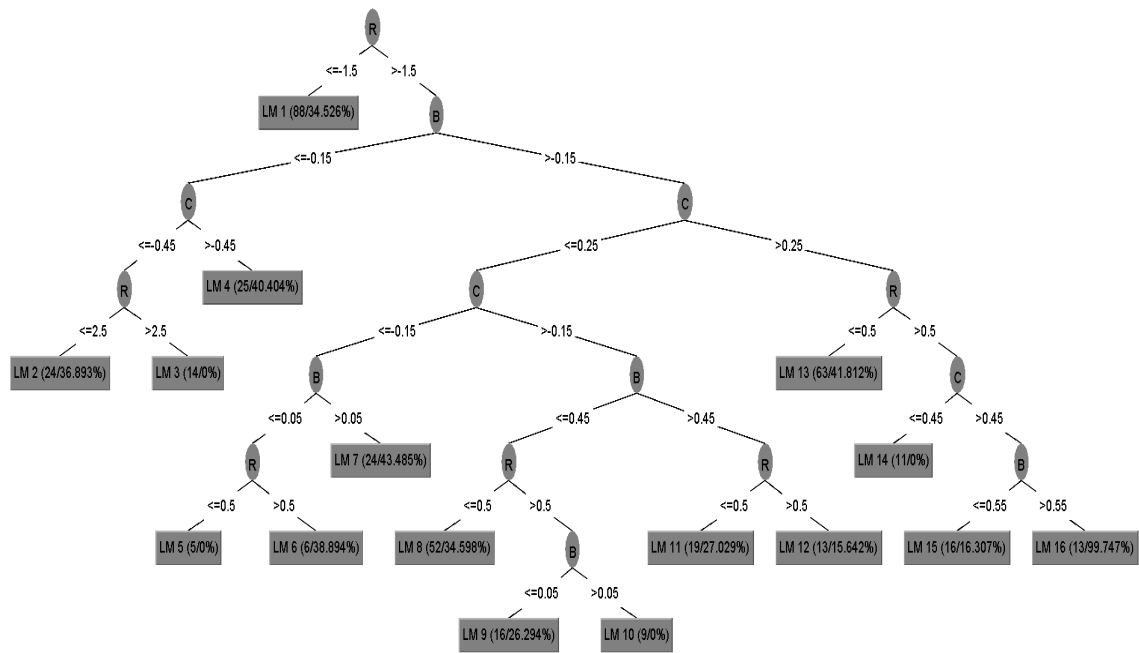 R
<=-1.5 >-1.5
LM 1 (88/34.526%)
B
<=-0.15 >-0.15
C C
<=-0.45 >-0.45 <=0.25 >0.25
R LM 4 (25/40.404%) C R
<=2.5 >2.5 <=-0.15 >-0.15 <=0.5 >0.5
LM 2 (24/36.893%) LM 3 (14/0%) B B LM 13 (63/41.812%) C
<=0.05 >0.05 <=0.45 >0.45 <=0.45 >0.45
R LM 7 (24/43.485%) R R LM 14 (11/0%) B
<=0.5 >0.5 <=0.5 >0.5 <=0.5 >0.5 <=0.55 >0.55
LM 5 (5/0%) LM 6 (6/38.894%) LM 8 (52/34.598%) B LM 11 (19/27.029%) LM 12 (13/15.642%) LM 15 (16/16.307%) LM 16 (13/99.747%)
<=0.05 >0.05
LM 9 (16/26.294%) LM 10 (9/0%)